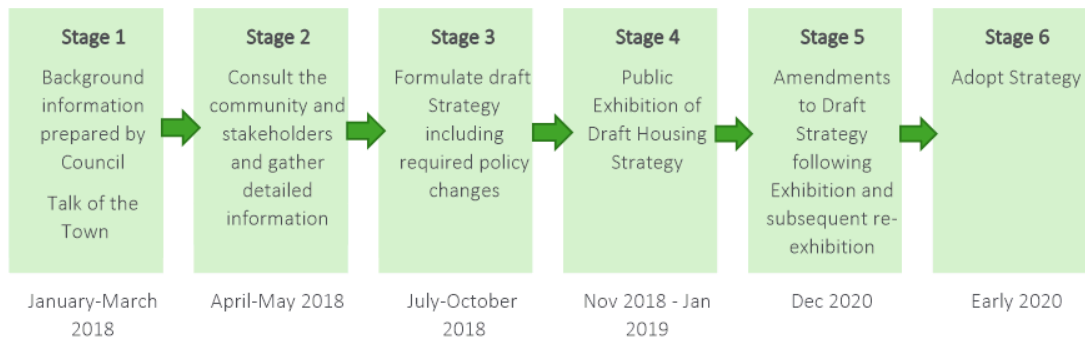 Stage 1
Background
information
prepared by
Council
Talk of the
Town
January-March
2018
Stage 2
Consult the
community and
stakeholders
and gather
detailed
information
April-May 2018
Stage 3
Formulate draft
Strategy
including
required policy
changes
July-October
2018
Stage 4
Public
Exhibition of
Draft Housing
Strategy
Nov 2018 - Jan
2019
Stage 5
Amendments
to Draft
Strategy
following
Exhibition and
subsequent re-
exhibition
Dec 2020
Stage 6
Adopt Strategy
Early 2020